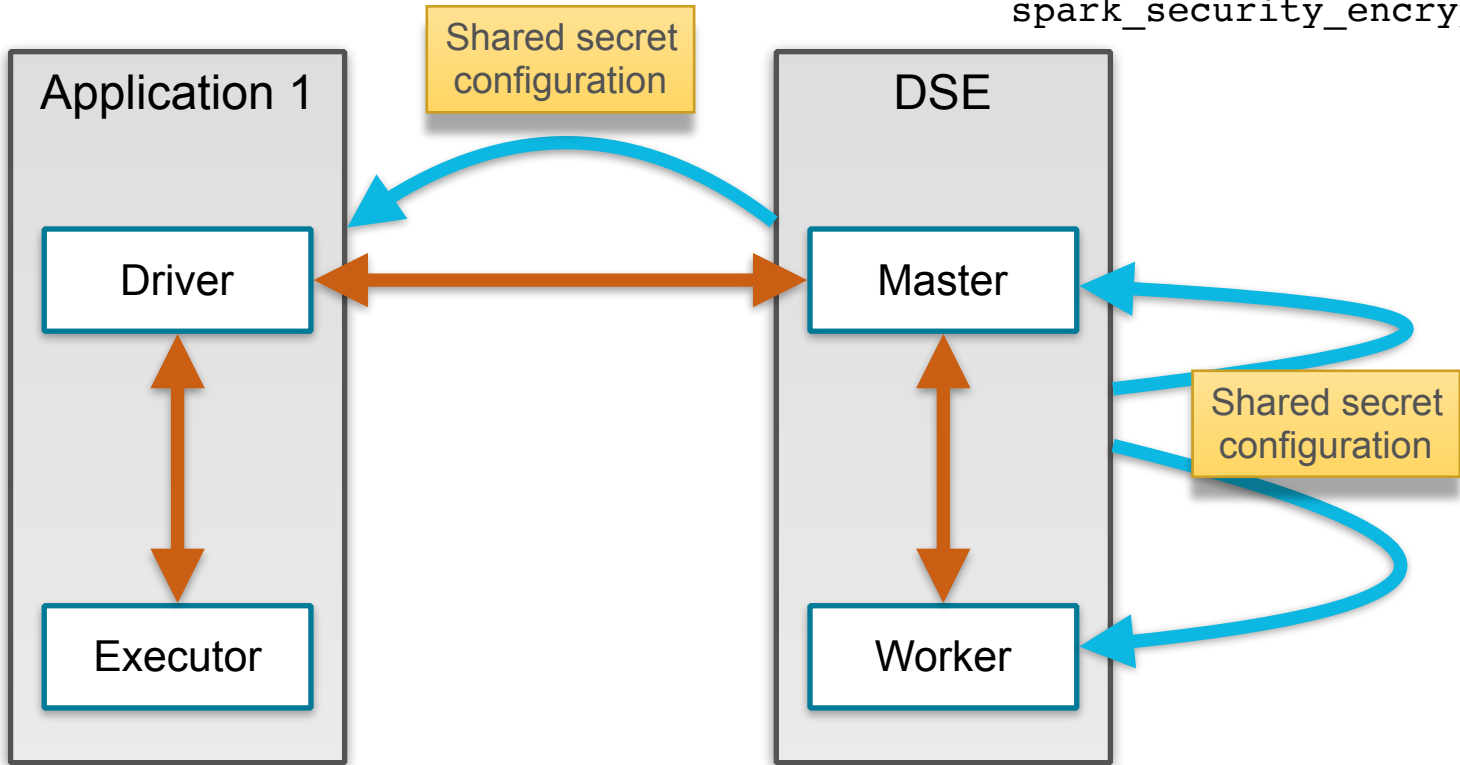 spark_security_encry
Shared secret
configuration
Application 1
DSE
Driver
Master
Shared secret
configuration
Executor
Worker